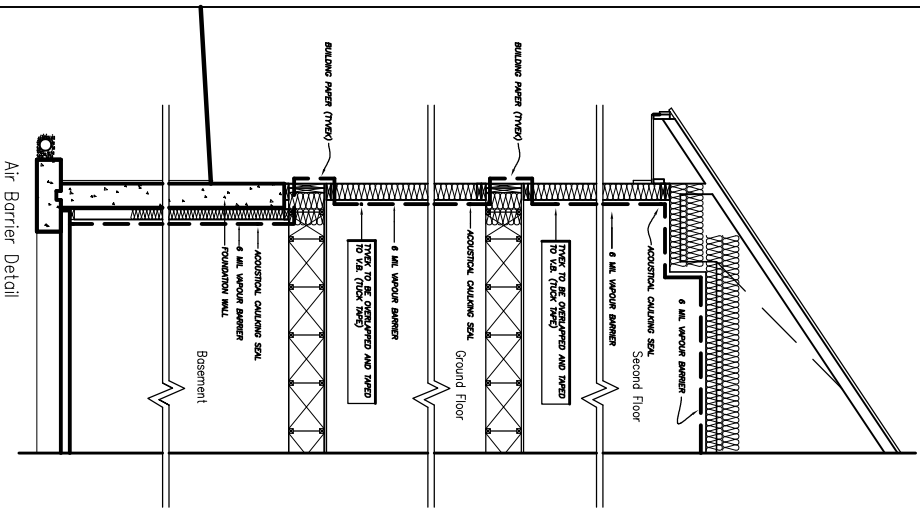 6 MIL VAPOUR BARRIER
ACOUSTICAL CAULKING SEAL
Second Floor
6 MIL VAPOUR BARRIER
TYVEK TO BE OVERLAPPED AND TAPED
TO V.B. (TUCK TAPE)
BUILDING PAPER (TYVEK)
ACOUSTICAL CAULKING SEAL
Ground Floor
6 MIL VAPOUR BARRIER
TYVEK TO BE OVERLAPPED AND TAPED
TO V.B. (TUCK TAPE)
BUILDING PAPER (TYVEK)
ACOUSTICAL CAULKING SEAL
6 MIL VAPOUR BARRIER
FOUNDATION WALL
Basement
Air Barrier Detail